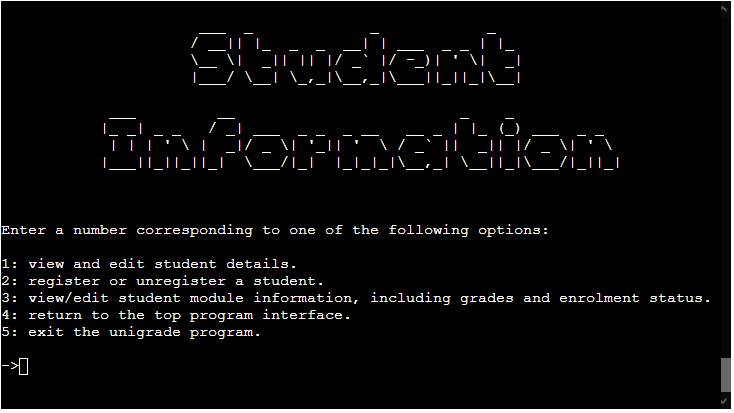 Student
Information
Enter a number corresponding to one of the following options:
1: view and edit student details.
2: register or unregister a student.
3: view/edit student module information, including grades and enrolment status.
4: return to the top program interface.
5: exit the unigrade program.
->